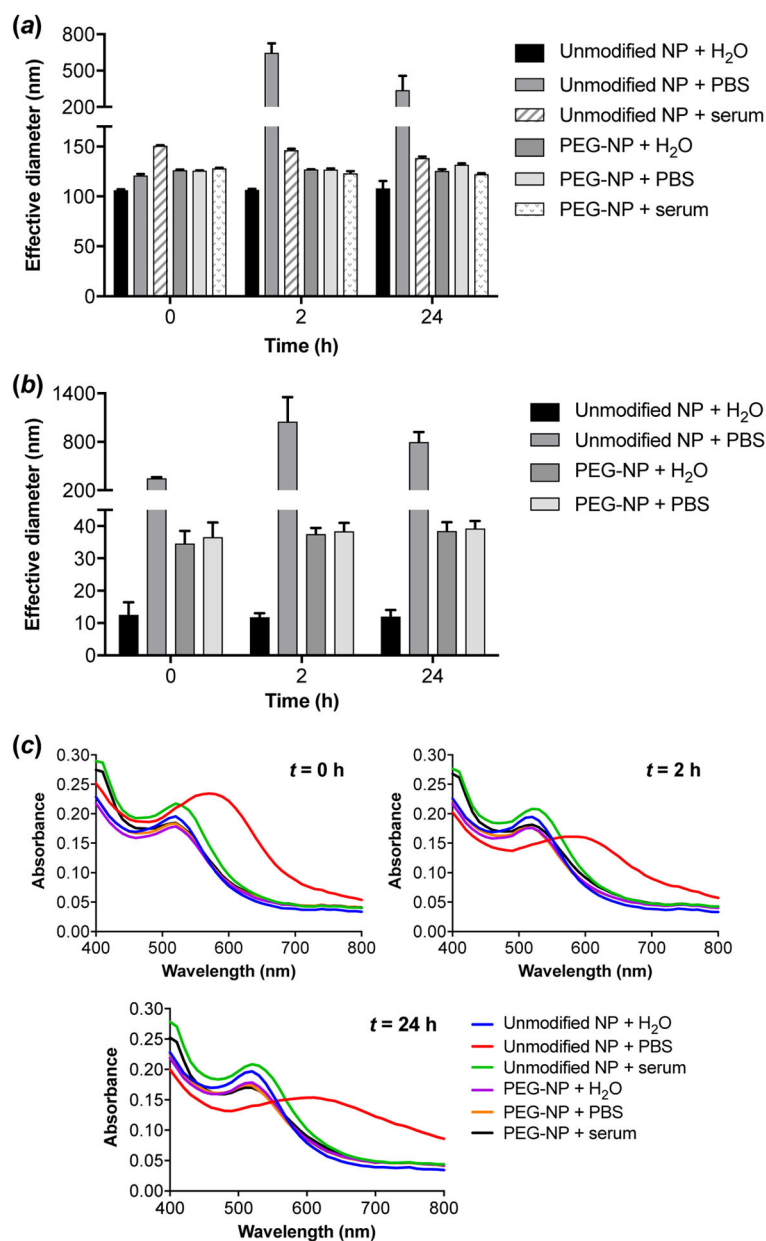 (a)
800
500
200
150
100
50
0
Effective diameter (nm)
0 2 24
Time (h)
Unmodified NP + H₂O
Unmodified NP + PBS
Unmodified NP + serum
PEG-NP + H₂O
PEG-NP + PBS
PEG-NP + serum
(b)
1400
800
200
40
30
20
10
0
Effective diameter (nm)
0 2 24
Time (h)
Unmodified NP + H₂O
Unmodified NP + PBS
PEG-NP + H₂O
PEG-NP + PBS
(c)
t = 0 h
0.30
0.25
0.20
0.15
0.10
0.05
0.00
Absorbance
400 500 600 700 800
Wavelength (nm)
t = 2 h
0.30
0.25
0.20
0.15
0.10
0.05
0.00
Absorbance
400 500 600 700 800
Wavelength (nm)
t = 24 h
0.30
0.25
0.20
0.15
0.10
0.05
0.00
Absorbance
400 500 600 700 800
Wavelength (nm)
Unmodified NP + H₂O
Unmodified NP + PBS
Unmodified NP + serum
PEG-NP + H₂O
PEG-NP + PBS
PEG-NP + serum